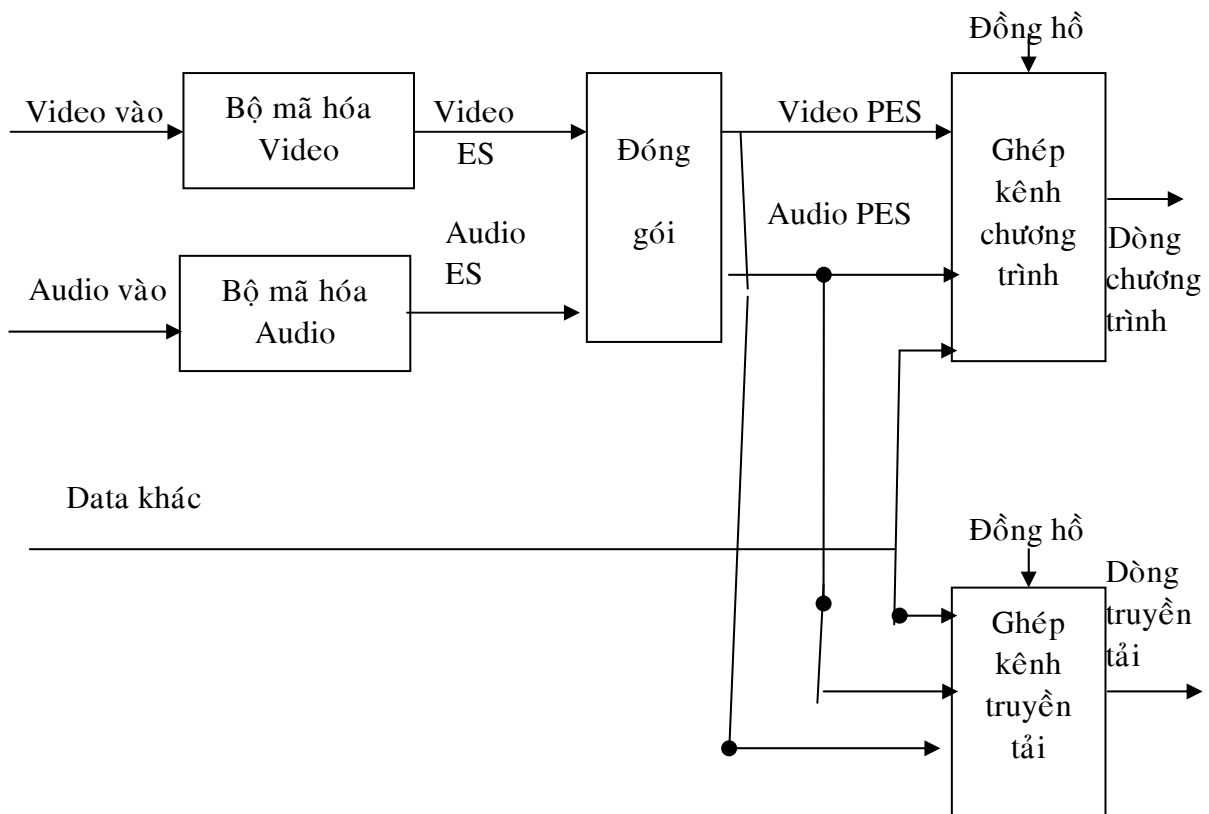 Đồng hồ
Video vào
Bộ mã hóa
Video
Video
ES
Đóng
gói
Video PES
Audio PES
Ghép
kênh
chương
trình
Dòng
chương
trình
Audio vào
Bộ mã hóa
Audio
Audio
ES
Data khác
Đồng hồ
Ghép
kênh
truyền
tải
Dòng
truyền
tải